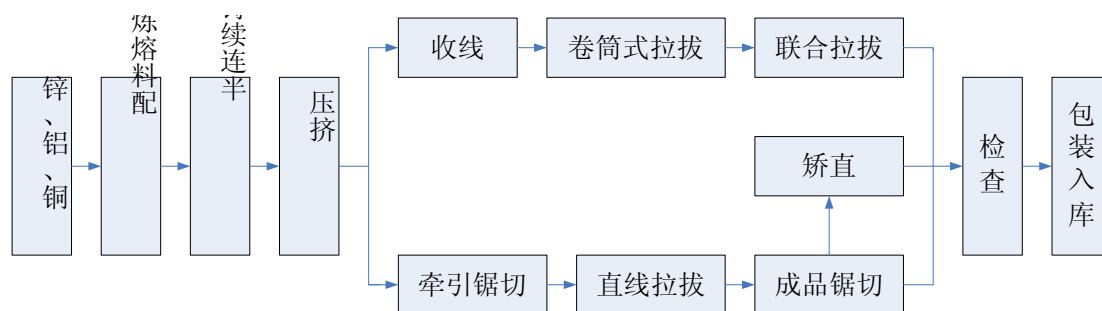 收线
卷筒式拉拔
联合拉拔
锌、铝、铜
炼熔料配
续连半
压挤
矫直
检查
包装入库
牵引锯切
直线拉拔
成品锯切